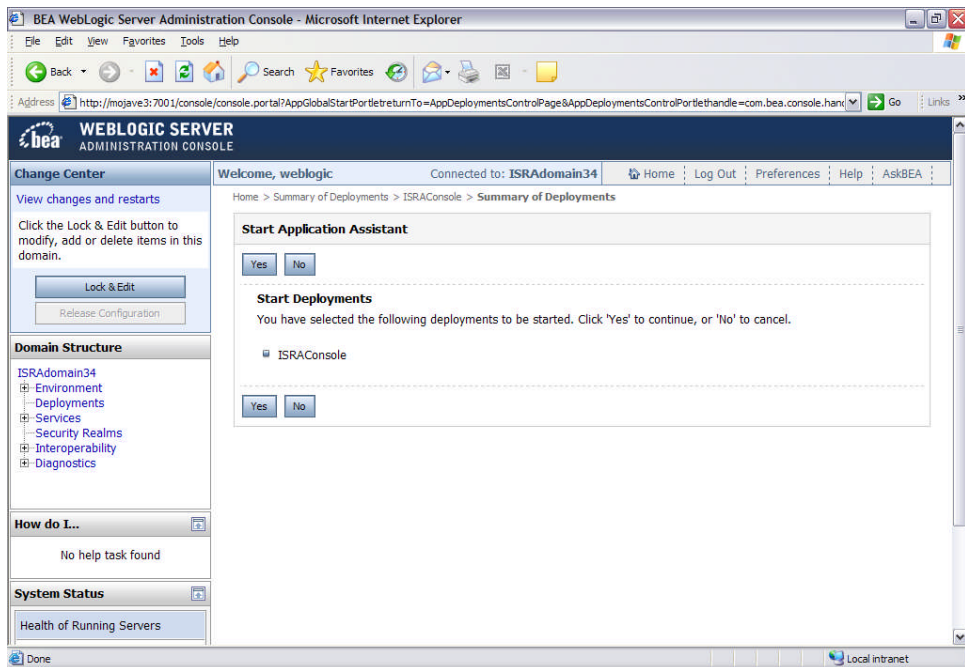 BEA WebLogic Server Administration Console - Microsoft Internet Explorer
File Edit View Favorites Tools Help
Back Search Favorites
Address http://mojave3:7001/console/console.portal?AppGlobalStartPortletreturnTo=AppDeploymentsControlPage&AppDeploymentsControlPortlethandle=com.bea.console.hand Go Links »
bea WEBLOGIC SERVER
ADMINISTRATION CONSOLE
Change Center
View changes and restarts
Click the Lock & Edit button to
modify, add or delete items in this
domain.
Lock & Edit
Release Configuration
Domain Structure
ISRAdomain34
Environment
Deployments
Services
Security Realms
Interoperability
Diagnostics
How do I...
No help task found
System Status
Health of Running Servers
Welcome, weblogic Connected to: ISRAdomain34 Home Log Out Preferences Help AskBEA
Home > Summary of Deployments > ISRAConsole > Summary of Deployments
Start Application Assistant
Yes No
Start Deployments
You have selected the following deployments to be started. Click 'Yes' to continue, or 'No' to cancel.
ISRAConsole
Yes No
Done Local intranet